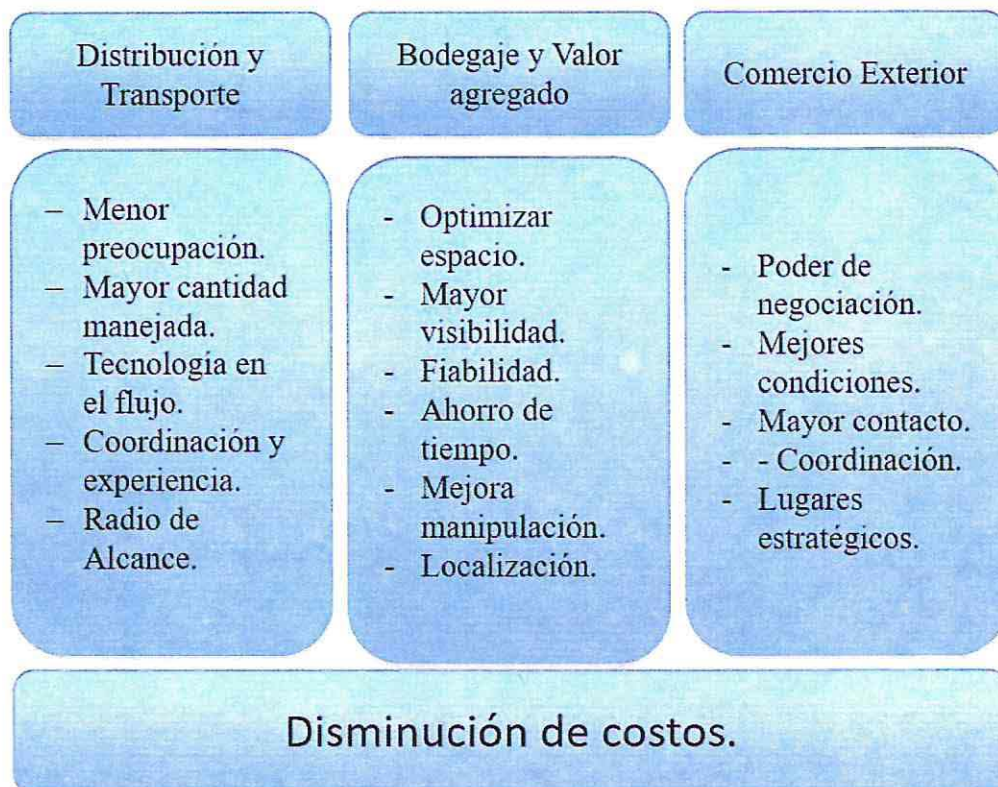 Distribución y
Transporte
Bodegaje y Valor
agregado
Comercio Exterior
– Menor
preocupación.
– Mayor cantidad
manejada.
– Tecnología en
el flujo.
– Coordinación y
experiencia.
– Radio de
Alcance.
- Optimizar
espacio.
- Mayor
visibilidad.
- Fiabilidad.
- Ahorro de
tiempo.
- Mejora
manipulación.
- Localización.
- Poder de
negociación.
- Mejores
condiciones.
- Mayor contacto.
- - Coordinación.
- Lugares
estratégicos.
Disminución de costos.